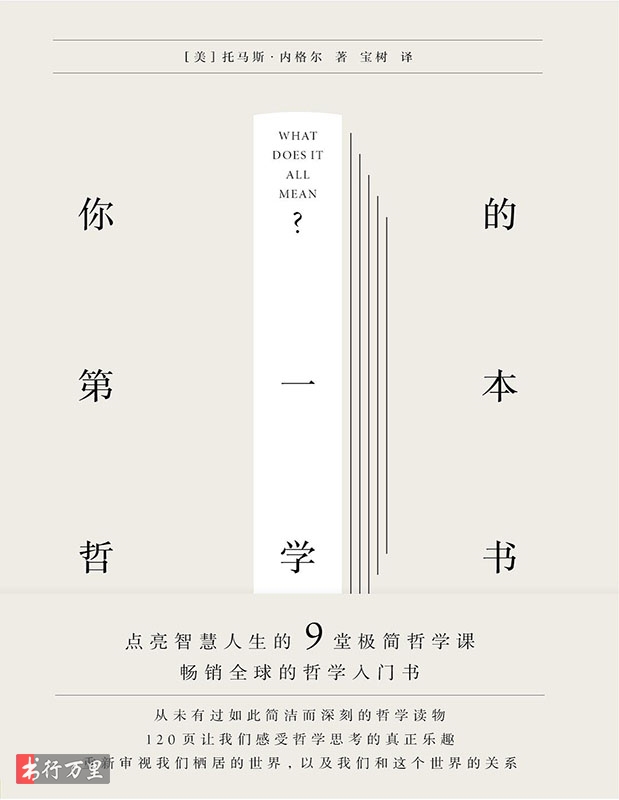 [美]托马斯·内格尔 著 宝树 译
WHAT
DOES IT
ALL
MEAN
?
你 的
第 一 本
哲 学 书
点亮智慧人生的9堂极简哲学课
畅销全球的哲学入门书
从未有过如此简洁而深刻的哲学读物
120页让我们感受哲学思考的真正乐趣
新审视我们栖居的世界，以及我们和这个世界的关系
书行万里